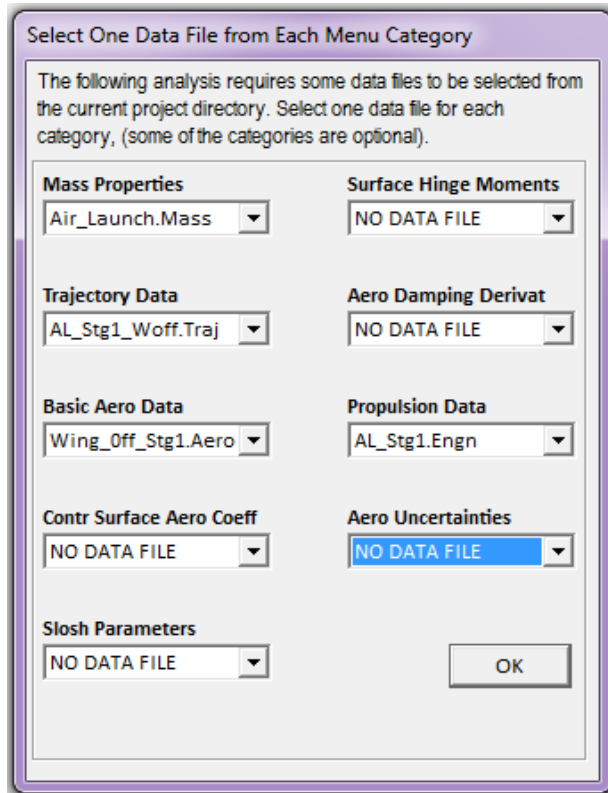 Select One Data File from Each Menu Category
The following analysis requires some data files to be selected from
the current project directory. Select one data file for each
category, (some of the categories are optional).
Mass Properties
Air_Launch.Mass
Surface Hinge Moments
NO DATA FILE
Trajectory Data
AL_Stg1_Woff.Traj
Aero Damping Derivat
NO DATA FILE
Basic Aero Data
Wing_0ff_Stg1.Aero
Propulsion Data
AL_Stg1.Engn
Contr Surface Aero Coeff
NO DATA FILE
Aero Uncertainties
NO DATA FILE
Slosh Parameters
NO DATA FILE
OK